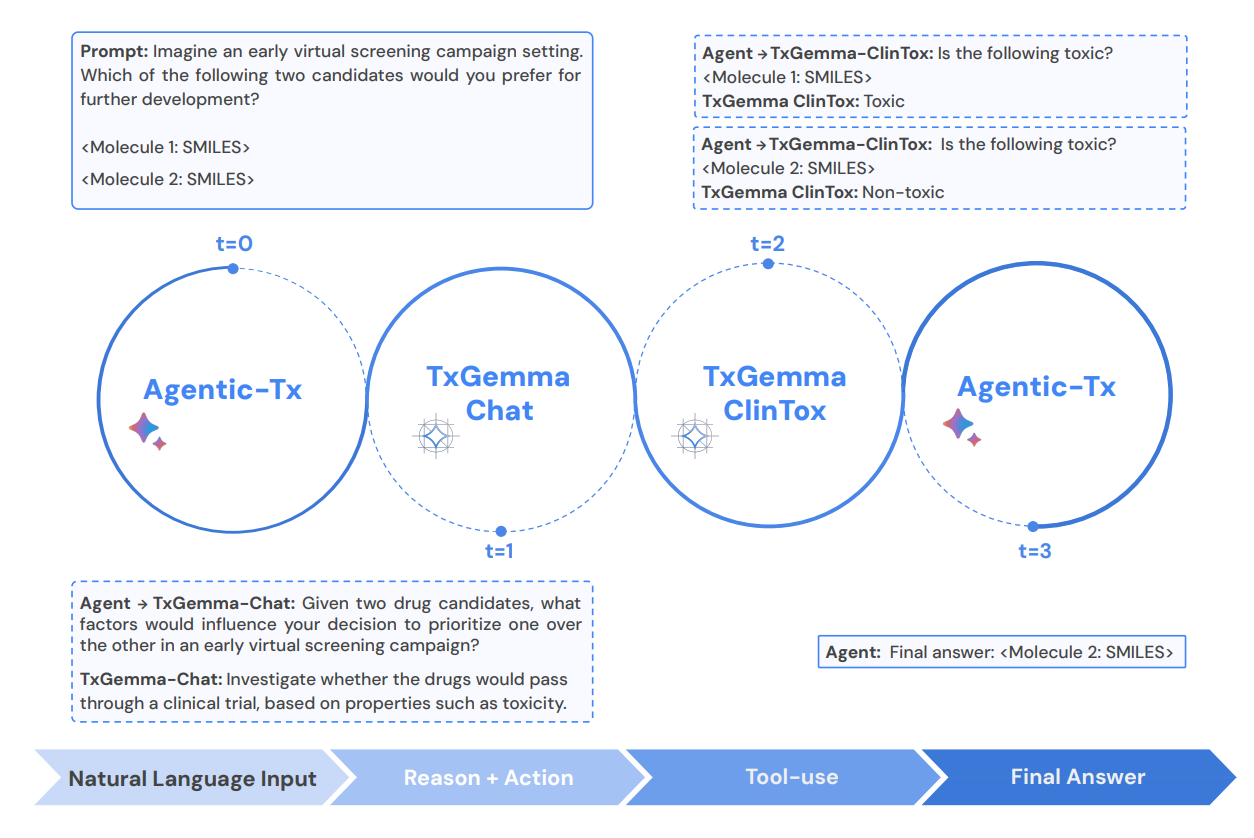 Prompt: Imagine an early virtual screening campaign setting.
Which of the following two candidates would you prefer for
further development?
<Molecule 1: SMILES>
<Molecule 2: SMILES>
Agent → TxGemma-ClinTox: Is the following toxic?
<Molecule 1: SMILES>
TxGemma ClinTox: Toxic
Agent → TxGemma-ClinTox: Is the following toxic?
<Molecule 2: SMILES>
TxGemma ClinTox: Non-toxic
t=0
t=2
Agentic-Tx
TxGemma
Chat
TxGemma
ClinTox
Agentic-Tx
t=1
t=3
Agent → TxGemma-Chat: Given two drug candidates, what
factors would influence your decision to prioritize one over
the other in an early virtual screening campaign?
TxGemma-Chat: Investigate whether the drugs would pass
through a clinical trial, based on properties such as toxicity.
Agent: Final answer: <Molecule 2: SMILES>
Natural Language Input
Reason + Action
Tool-use
Final Answer